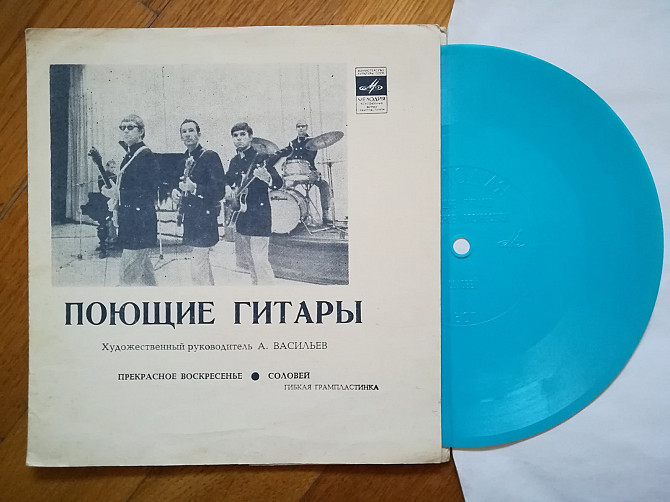 МЕЛОДИЯ
ПОЮЩИЕ ГИТАРЫ
Художественный руководитель А. ВАСИЛЬЕВ
ПРЕКРАСНОЕ ВОСКРЕСЕНЬЕ ● СОЛОВЕЙ
ГИБКАЯ ГРАМПЛАСТИНКА